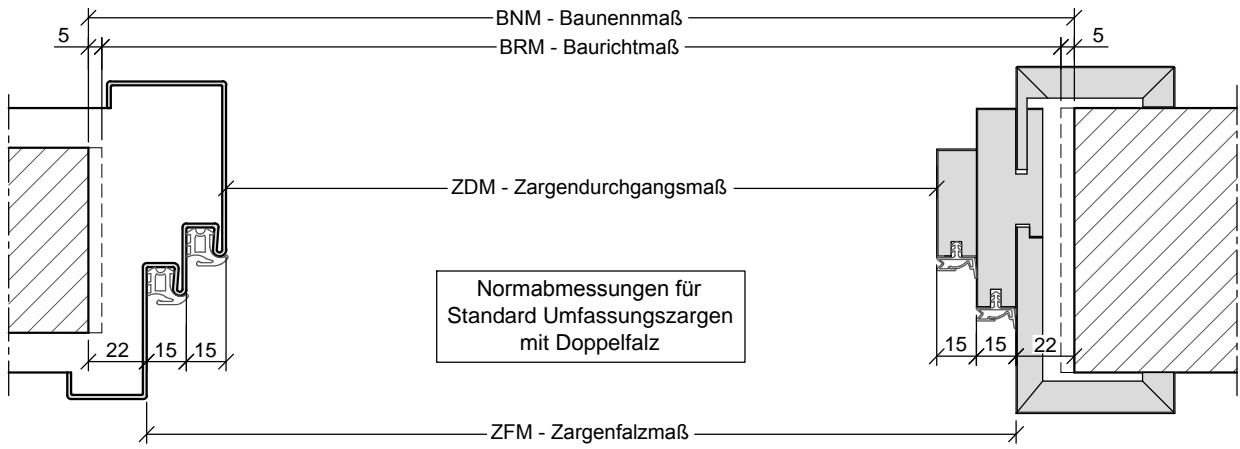 BNM - Baunennmaß
5
BRM - Baurichtmaß
5
ZDM - Zargendurchgangsmaß
Normabmessungen für
Standard Umfassungszargen
mit Doppelfalz
22 15 15
15 15 22
ZFM - Zargenfalzmaß